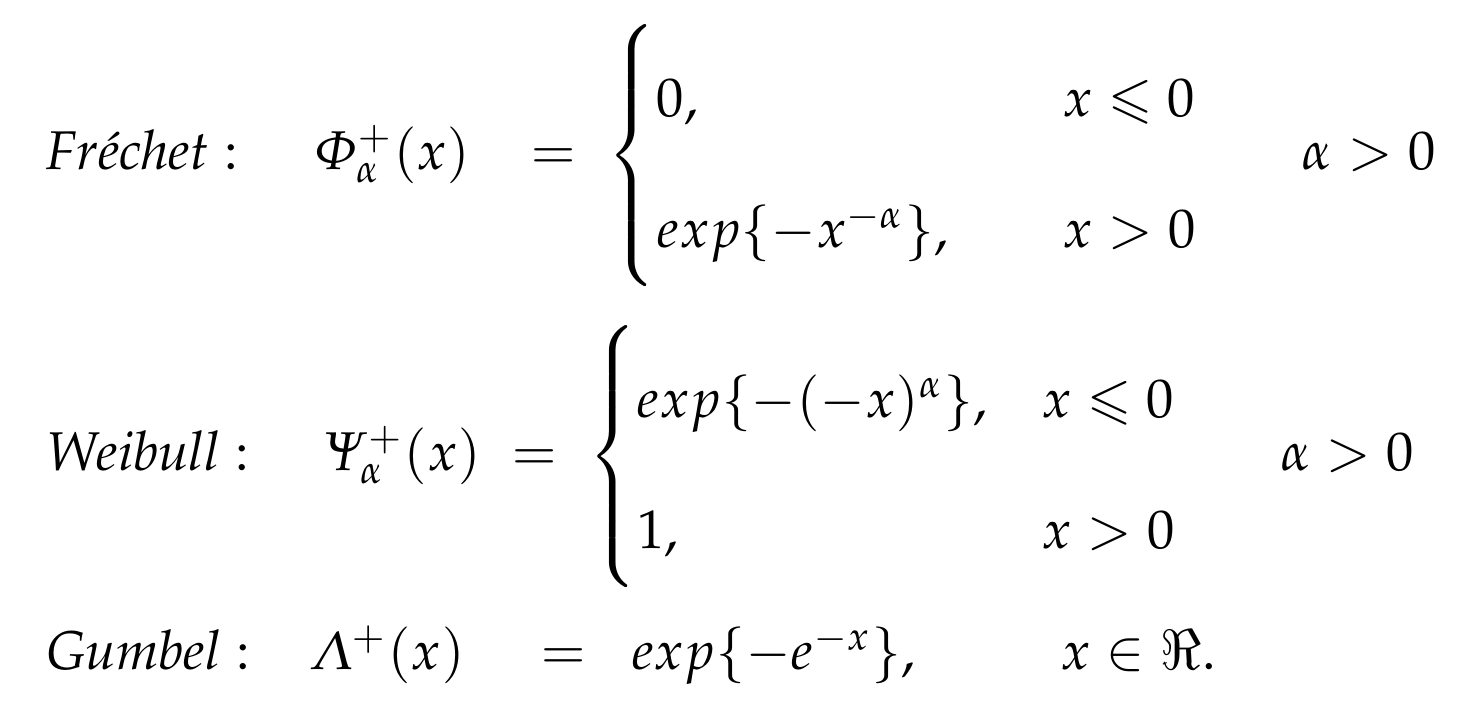 Fréchet : Φ_α^+(x) = { 0, x ⩽ 0 α > 0
exp{−x^{−α}}, x > 0
Weibull : Ψ_α^+(x) = { exp{−(−x)^α}, x ⩽ 0 α > 0
1, x > 0
Gumbel : Λ^+(x) = exp{−e^{−x}}, x ∈ ℜ.